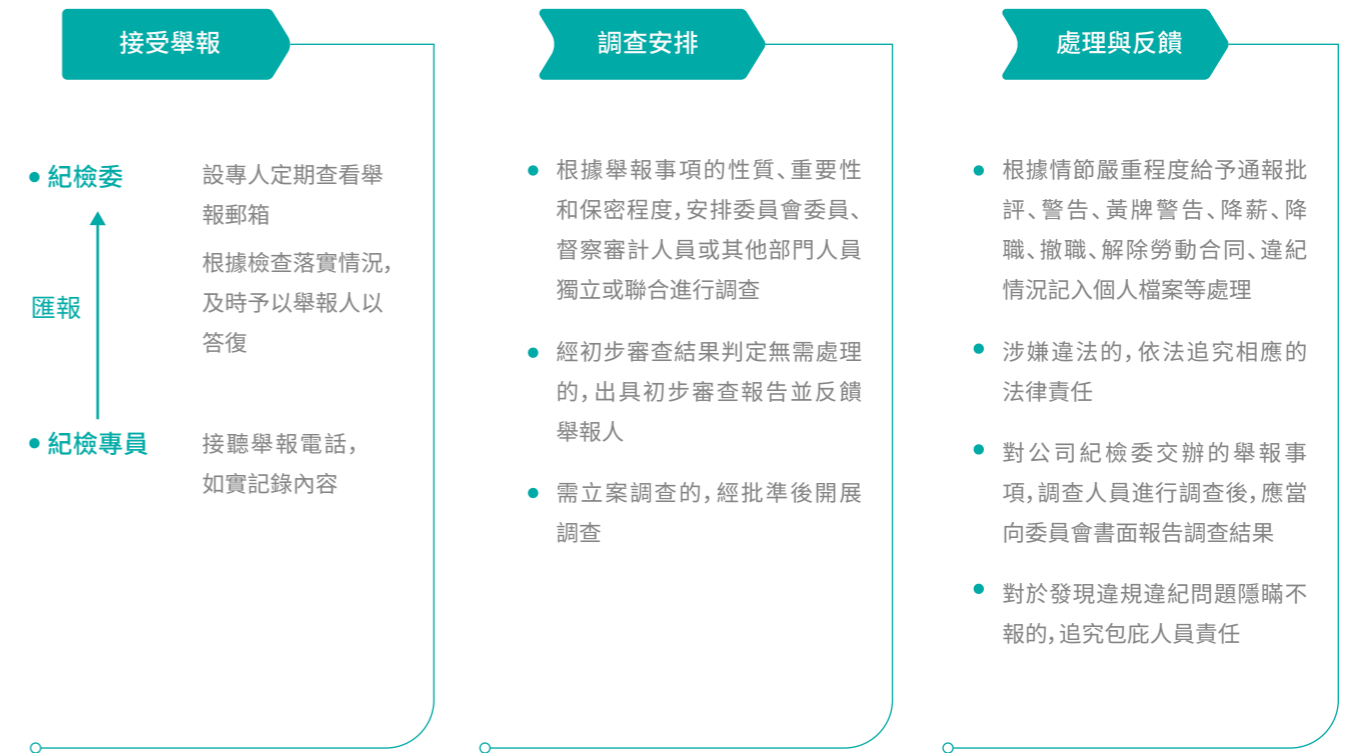 接受舉報
紀檢委
設專人定期查看舉
報郵箱
根據檢查落實情況，
及時予以舉報人以
答復
匯報
紀檢專員
接聽舉報電話，
如實記錄內容
調查安排
根據舉報事項的性質、重要性
和保密程度，安排委員會委員、
督察審計人員或其他部門人員
獨立或聯合進行調查
經初步審查結果判定無需處理
的，出具初步審查報告並反饋
舉報人
需立案調查的，經批準後開展
調查
處理與反饋
根據情節嚴重程度給予通報批
評、警告、黃牌警告、降薪、降
職、撤職、解除勞動合同、違紀
情況記入個人檔案等處理
涉嫌違法的，依法追究相應的
法律責任
對公司紀檢委交辦的舉報事
項，調查人員進行調查後，應當
向委員會書面報告調查結果
對於發現違規違紀問題隱瞞不
報的，追究包庇人員責任